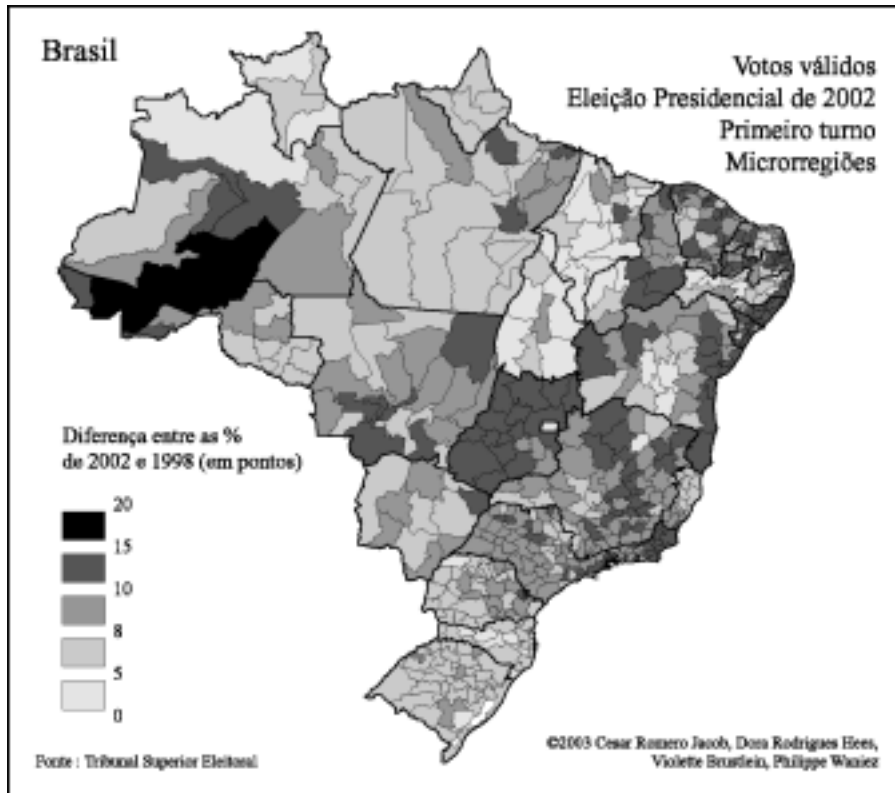 Brasil
Votos válidos
Eleição Presidencial de 2002
Primeiro turno
Microrregiões
Diferença entre as %
de 2002 e 1998 (em pontos)
20
15
10
8
5
0
Fonte : Tribunal Superior Eleitoral
©2003 Cesar Romero Jacob, Dora Rodrigues Hees,
Violette Brustlein, Philippe Waniez